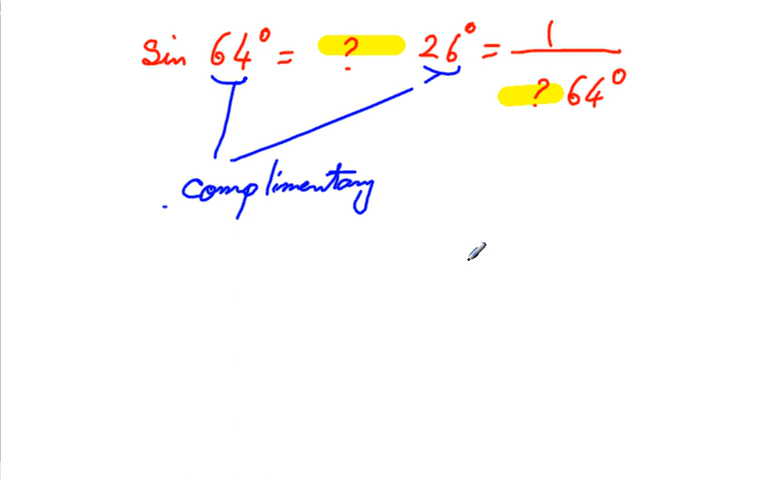 sin 64° = ? 26° = 1
? 64°
complimentary